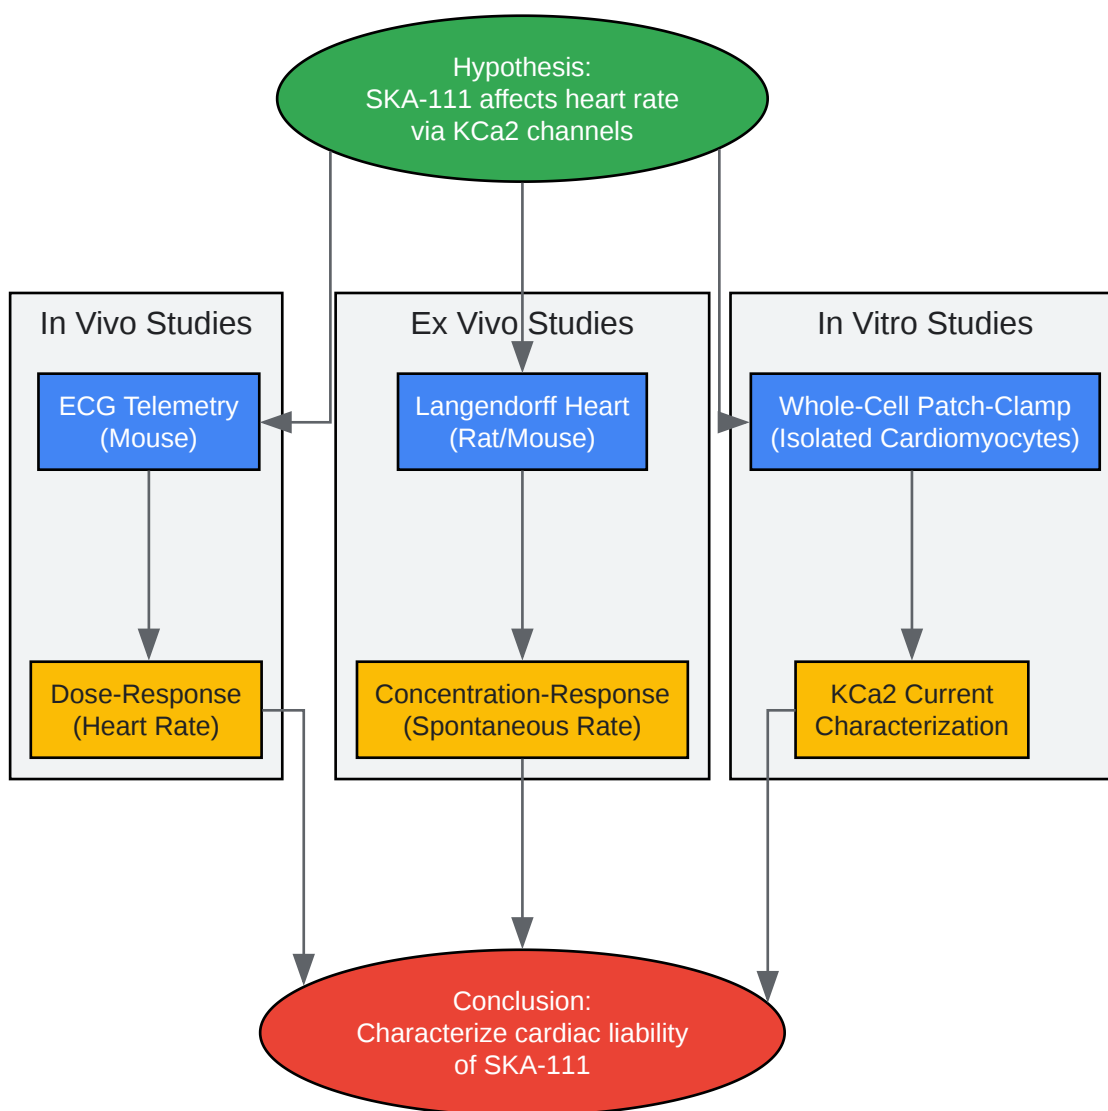 Hypothesis:
SKA-111 affects heart rate
via KCa2 channels
In Vivo Studies
ECG Telemetry
(Mouse)
Dose-Response
(Heart Rate)
Ex Vivo Studies
Langendorff Heart
(Rat/Mouse)
Concentration-Response
(Spontaneous Rate)
In Vitro Studies
Whole-Cell Patch-Clamp
(Isolated Cardiomyocytes)
KCa2 Current
Characterization
Conclusion:
Characterize cardiac liability
of SKA-111